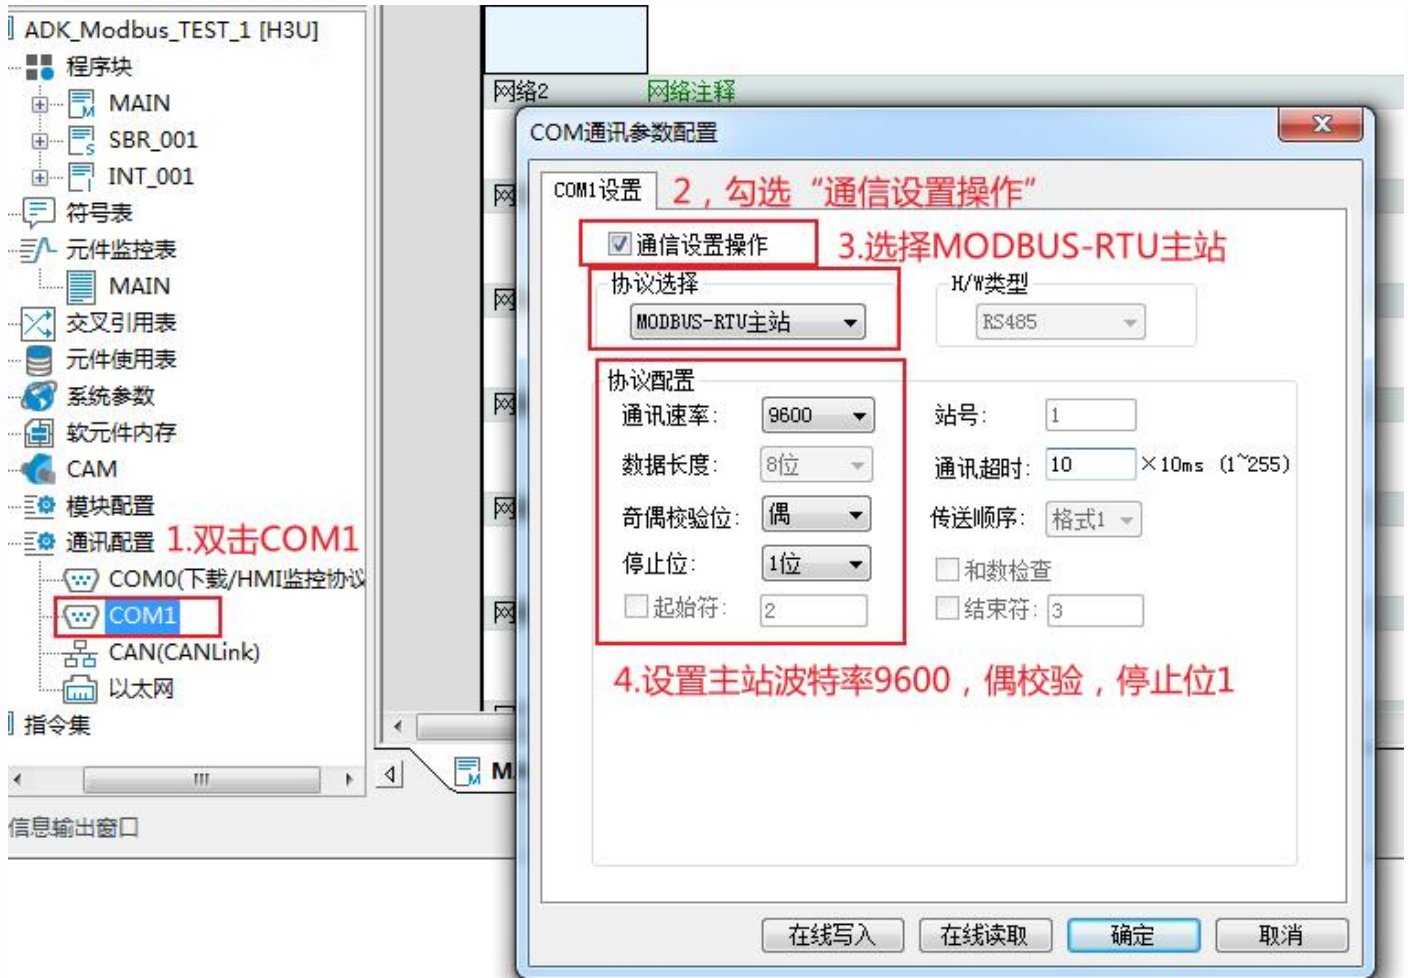 ADK_Modbus_TEST_1 [H3U]
程序块
MAIN
SBR_001
INT_001
符号表
元件监控表
MAIN
交叉引用表
元件使用表
系统参数
软元件内存
CAM
模块配置
通讯配置 1.双击COM1
COM0(下载/HMI监控协议
COM1
CAN(CANLink)
以太网
指令集
信息输出窗口
网络2 网络注释
网
网
网
网
网
M
COM通讯参数配置
COM1设置 2，勾选“通信设置操作”
通信设置操作 3.选择MODBUS-RTU主站
协议选择 H/W类型
MODBUS-RTU主站 RS485
协议配置
通讯速率: 9600 站号: 1
数据长度: 8位 通讯超时: 10 ×10ms (1~255)
奇偶校验位: 偶 传送顺序: 格式1
停止位: 1位 和数检查
起始符: 2 结束符: 3
4.设置主站波特率9600，偶校验，停止位1
在线写入 在线读取 确定 取消